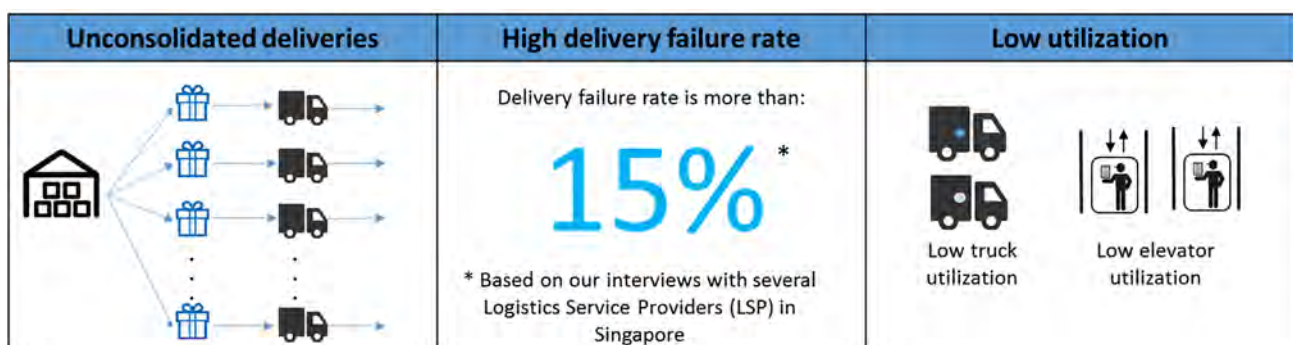 Unconsolidated deliveries
High delivery failure rate
Low utilization
Delivery failure rate is more than:
15% *
* Based on our interviews with several
Logistics Service Providers (LSP) in
Singapore
Low truck
utilization
Low elevator
utilization